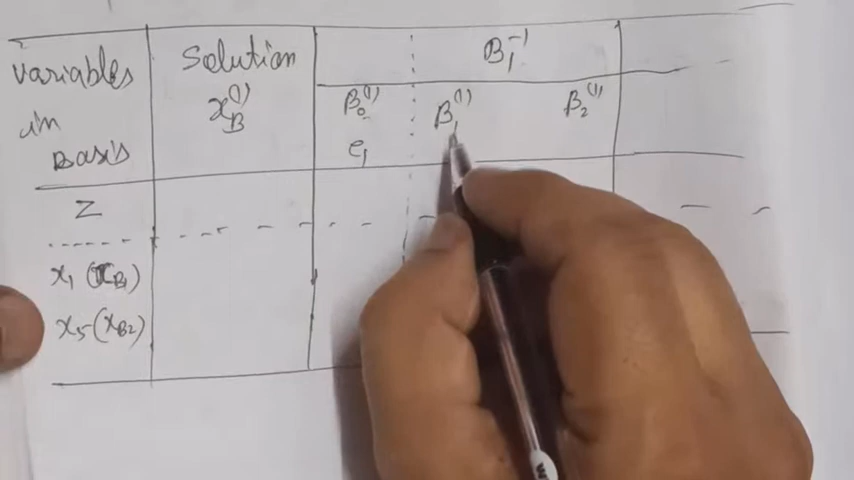 Variables in Basis
Solution x_B^(1)
B_1^-1
β_0^(1) e_1
β_1^(1)
β_2^(1)
Z
x_1 (x_B1)
x_5 (x_B2)